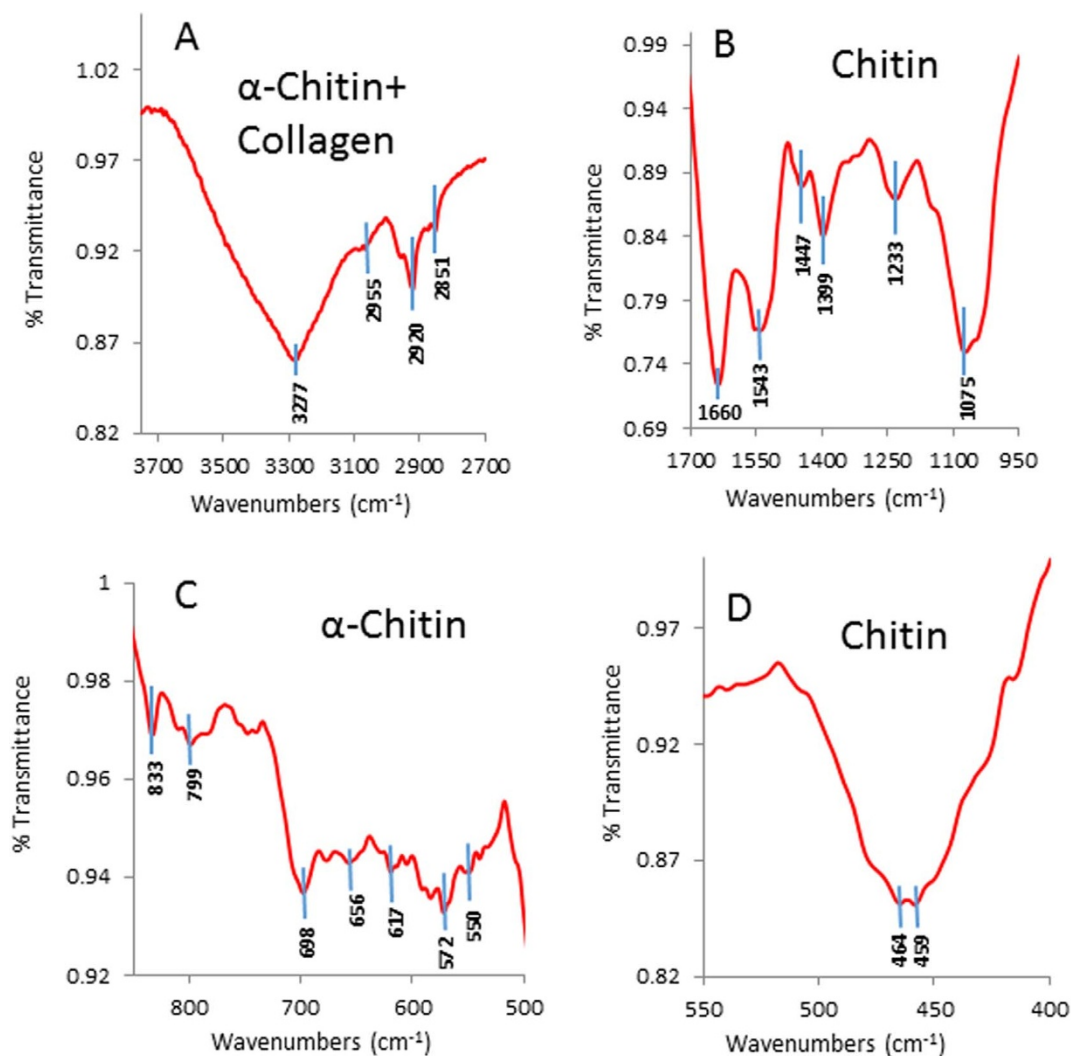 A
α-Chitin+
Collagen
% Transmittance
1.02
0.97
0.92
0.87
0.82
3277
2955
2920
2851
3700 3500 3300 3100 2900 2700
Wavenumbers (cm-1)
B
Chitin
% Transmittance
0.99
0.94
0.89
0.84
0.79
0.74
0.69
1660
1543
1447
1399
1233
1075
1700 1550 1400 1250 1100 950
Wavenumbers (cm-1)
C
α-Chitin
% Transmittance
1
0.98
0.96
0.94
0.92
833
799
698
656
617
572
550
800 700 600 500
Wavenumbers (cm-1)
D
Chitin
% Transmittance
0.97
0.92
0.87
0.82
464
459
550 500 450 400
Wavenumbers (cm-1)